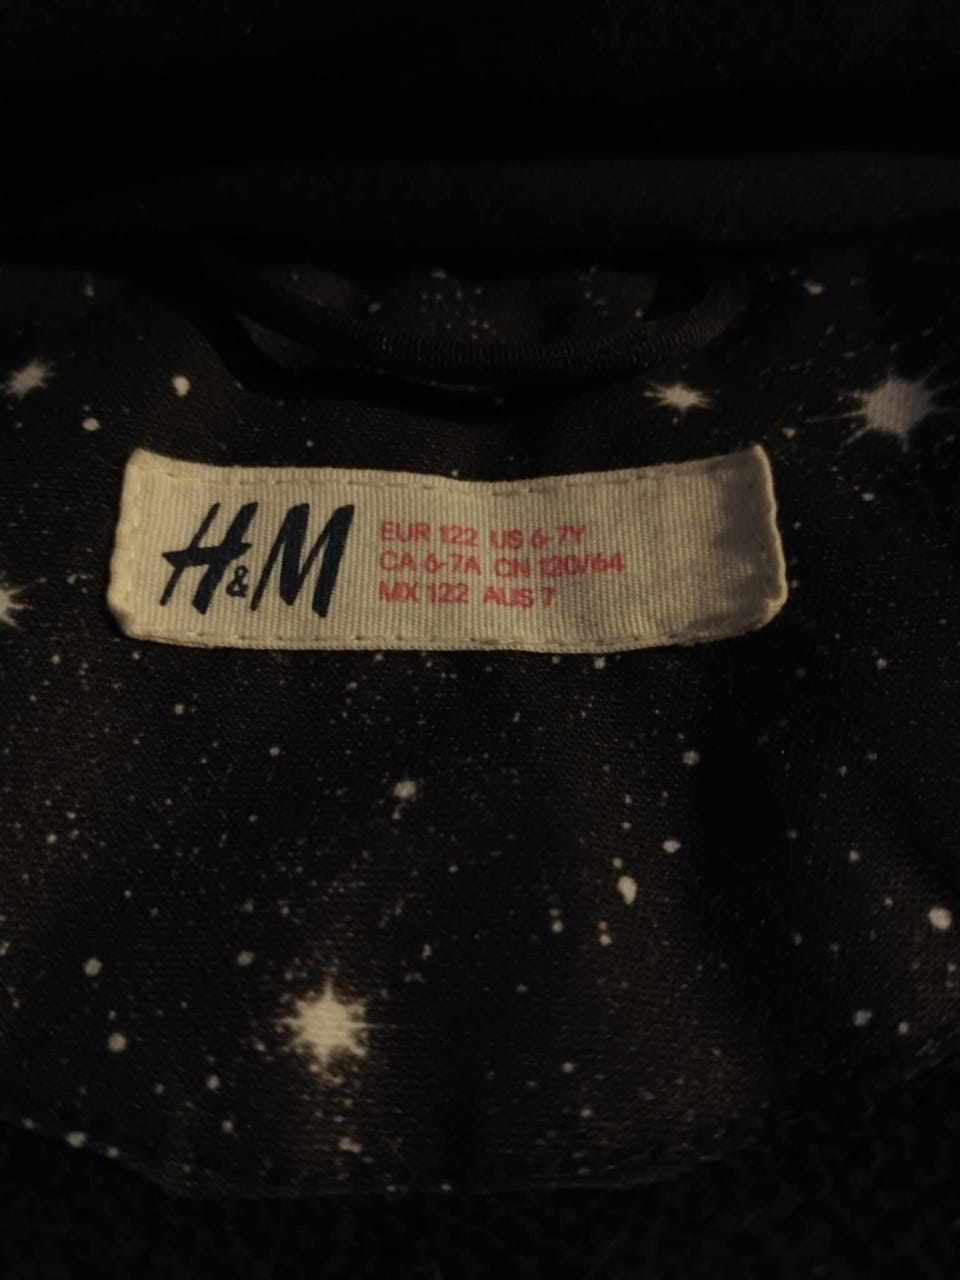 H&M
EUR 122 US 6-7Y
CA 6-7A CN 120/64
MX 122 AUS 7